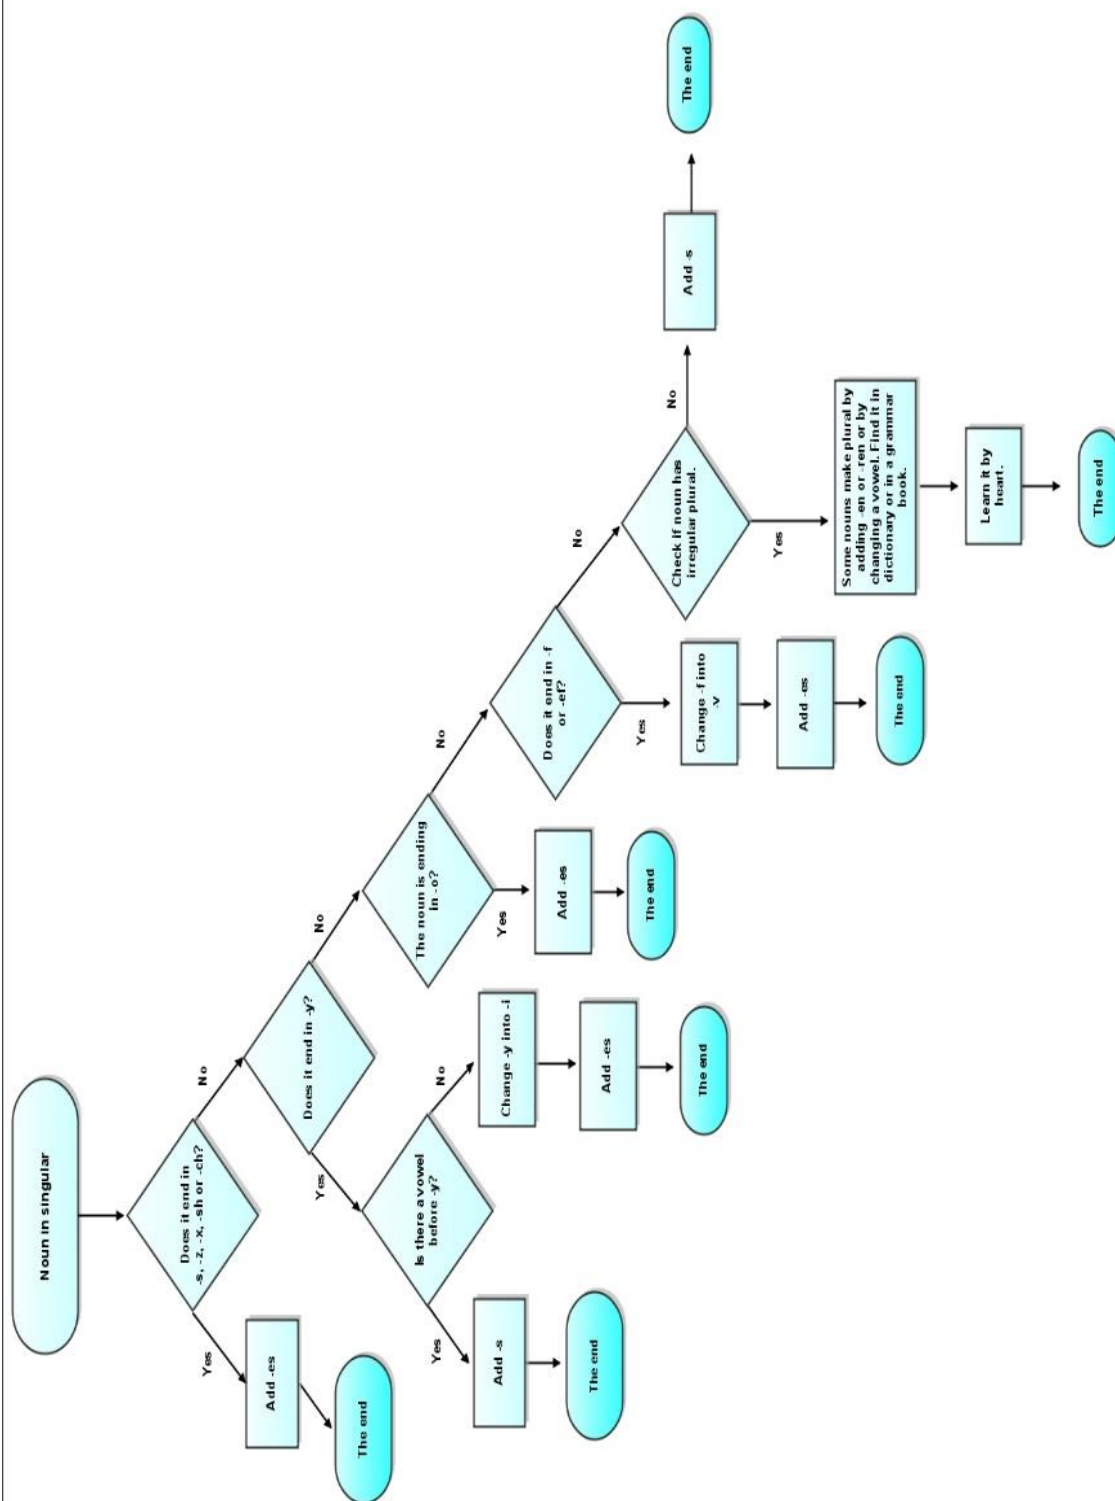 Noun in singular
Does it end in
-s, -z, -x, -sh or -ch?
Yes
No
Add -es
The end
Does it end in -y?
Yes
No
Is there a vowel
before -y?
Yes
No
Add -s
The end
Change -y into -i
Add -es
The end
The noun is ending
in -o?
Yes
No
Add -es
The end
Does it end in -f
or -ef?
Yes
No
Change -f into
-v
Add -es
The end
Check if noun has
irregular plural.
Yes
No
Some nouns make plural by
adding -en or -ren or by
changing a vowel. Find it in
dictionary or in a grammar
book.
Learn it by
heart.
The end
Add -s
The end